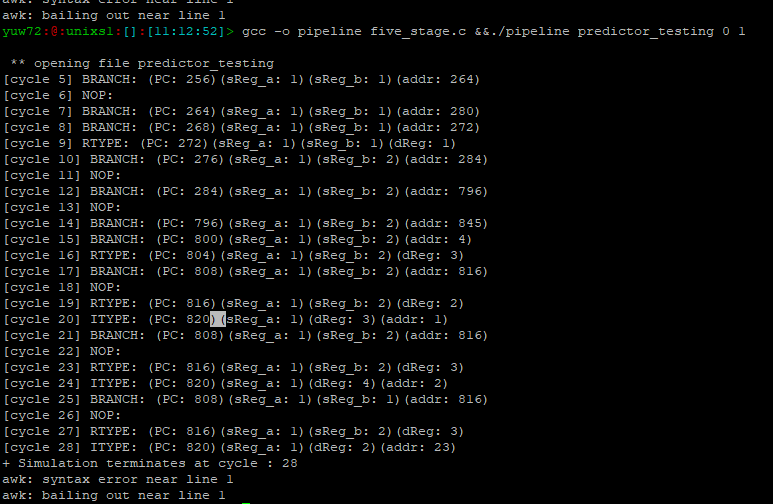 awk: syntax error near line 1
awk: bailing out near line 1
yuw72:@:unixs1:[]:[11:12:52]> gcc -o pipeline five_stage.c &&./pipeline predictor_testing 0 1
** opening file predictor_testing
[cycle 5] BRANCH: (PC: 256)(sReg_a: 1)(sReg_b: 1)(addr: 264)
[cycle 6] NOP:
[cycle 7] BRANCH: (PC: 264)(sReg_a: 1)(sReg_b: 1)(addr: 280)
[cycle 8] BRANCH: (PC: 268)(sReg_a: 1)(sReg_b: 1)(addr: 272)
[cycle 9] RTYPE: (PC: 272)(sReg_a: 1)(sReg_b: 1)(dReg: 1)
[cycle 10] BRANCH: (PC: 276)(sReg_a: 1)(sReg_b: 2)(addr: 284)
[cycle 11] NOP:
[cycle 12] BRANCH: (PC: 284)(sReg_a: 1)(sReg_b: 2)(addr: 796)
[cycle 13] NOP:
[cycle 14] BRANCH: (PC: 796)(sReg_a: 1)(sReg_b: 2)(addr: 845)
[cycle 15] BRANCH: (PC: 800)(sReg_a: 1)(sReg_b: 2)(addr: 4)
[cycle 16] RTYPE: (PC: 804)(sReg_a: 1)(sReg_b: 2)(dReg: 3)
[cycle 17] BRANCH: (PC: 808)(sReg_a: 1)(sReg_b: 2)(addr: 816)
[cycle 18] NOP:
[cycle 19] RTYPE: (PC: 816)(sReg_a: 1)(sReg_b: 2)(dReg: 2)
[cycle 20] ITYPE: (PC: 820)(sReg_a: 1)(dReg: 3)(addr: 1)
[cycle 21] BRANCH: (PC: 808)(sReg_a: 1)(sReg_b: 2)(addr: 816)
[cycle 22] NOP:
[cycle 23] RTYPE: (PC: 816)(sReg_a: 1)(sReg_b: 2)(dReg: 3)
[cycle 24] ITYPE: (PC: 820)(sReg_a: 1)(dReg: 4)(addr: 2)
[cycle 25] BRANCH: (PC: 808)(sReg_a: 1)(sReg_b: 1)(addr: 816)
[cycle 26] NOP:
[cycle 27] RTYPE: (PC: 816)(sReg_a: 1)(sReg_b: 2)(dReg: 3)
[cycle 28] ITYPE: (PC: 820)(sReg_a: 1)(dReg: 2)(addr: 23)
+ Simulation terminates at cycle : 28
awk: syntax error near line 1
awk: bailing out near line 1